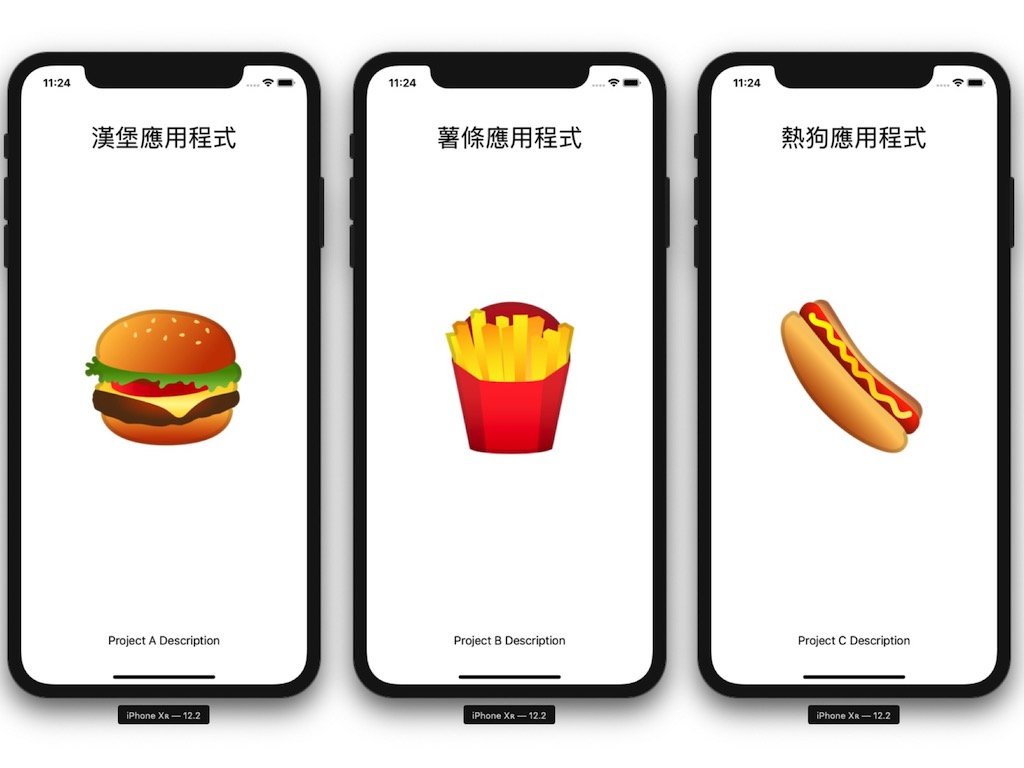 11:24
漢堡應用程式
Project A Description
iPhone Xʀ — 12.2
11:24
薯條應用程式
Project B Description
iPhone Xʀ — 12.2
11:24
熱狗應用程式
Project C Description
iPhone Xʀ — 12.2